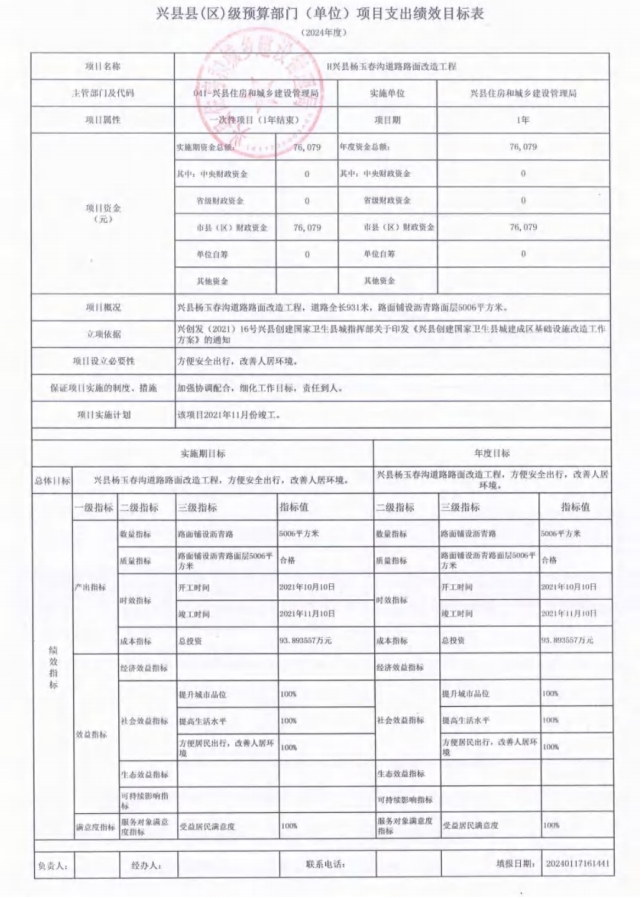 兴县县(区)级预算部门（单位）项目支出绩效目标表
（2024年度）
项目名称 B兴县杨玉春沟道路路面改造工程
主管部门及代码 041-兴县住房和城乡建设管理局 实施单位 兴县住房和城乡建设管理局
项目属性 一次性项目（1年结束） 项目期 1年
项目资金（元）
实施期资金总额： 76,079 年度资金总额： 76,079
其中：中央财政资金 0 其中：中央财政资金 0
省级财政资金 0 省级财政资金 0
市县（区）财政资金 76,079 市县（区）财政资金 76,079
单位自筹 0 单位自筹 0
其他资金 其他资金
项目概况 兴县杨玉春沟道路路面改造工程，道路全长931米，路面铺设沥青路面层5006平方米。
立项依据 兴创发（2021）16号兴县创建国家卫生县城指挥部关于印发《兴县创建国家卫生县城建成区基础设施改造工作
方案》的通知
项目设立必要性 方便安全出行，改善人居环境。
保证项目实施的制度、措施 加强协调配合，细化工作目标，责任到人。
项目实施计划 该项目2021年11月份竣工。
实施期目标 年度目标
总体目标 兴县杨玉春沟道路路面改造工程，方便安全出行，改善人居环境。 兴县杨玉春沟道路路面改造工程，方便安全出行，改善人居
环境。
绩效指标
一级指标 二级指标 三级指标 指标值 二级指标 三级指标 指标值
产出指标
数量指标 路面铺设沥青路 5006平方米 数量指标 路面铺设沥青路 5006平方米
质量指标 路面铺设沥青路面层5006平 合格 质量指标 路面铺设沥青路面层5006平 合格
方米 方米
时效指标 开工时间 2021年10月10日 时效指标 开工时间 2021年10月10日
竣工时间 2021年11月10日 竣工时间 2021年11月10日
成本指标 总投资 93.893557万元 成本指标 总投资 93.893557万元
效益指标
经济效益指标 经济效益指标
社会效益指标 提升城市品位 100% 社会效益指标 提升城市品位 100%
提高生活水平 100% 提高生活水平 100%
方便居民出行，改善人居环 100% 方便居民出行，改善人居环 100%
境 境
生态效益指标 生态效益指标
可持续影响指 可持续影响指标
标
满意度指标 服务对象满意 受益居民满意度 100% 服务对象满意度 受益居民满意度 100%
度指标 指标
负责人： 经办人： 联系电话： 填报日期： 20240117161441